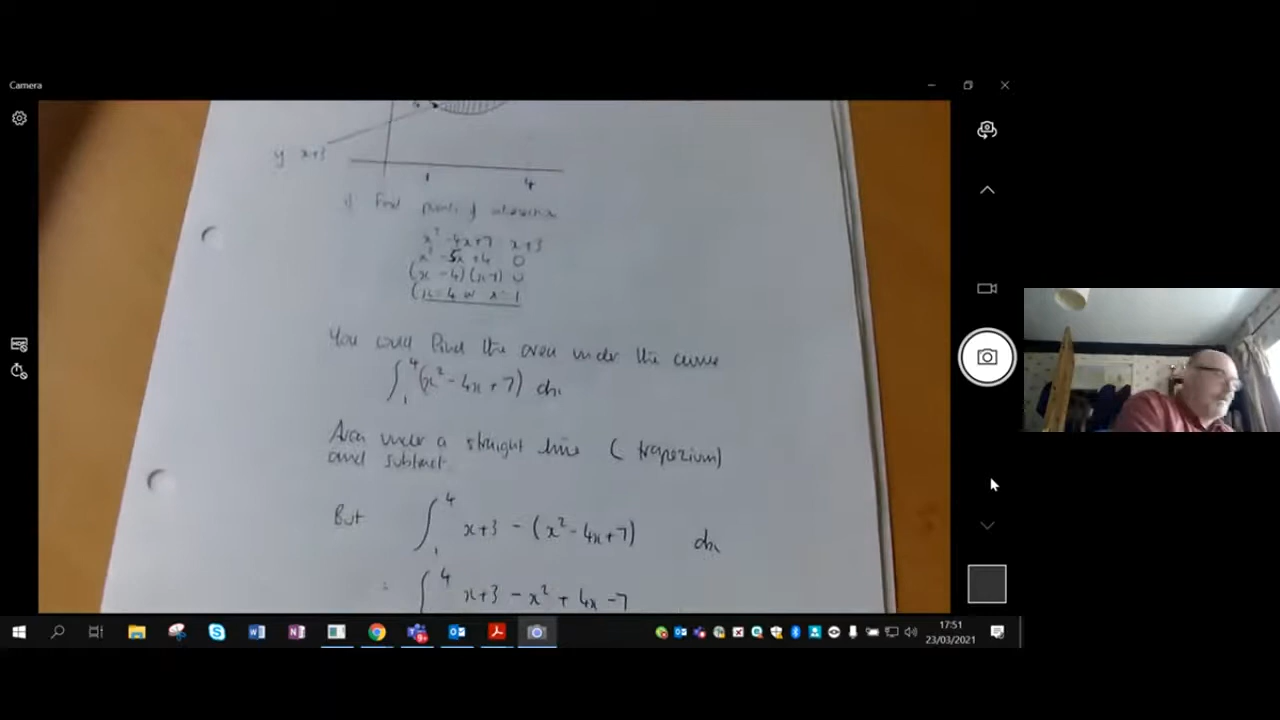 Camera
y x+3
1 4
1) Find points of intersection
x² -4x+7 x+3
x² -5x+4 0
(x -4)(x-1) 0
(x=4 or x=1
You could find the area under the curve
∫₁⁴ (x² - 4x + 7) dx
Area under a straight line ( trapezium)
and subtract
But ∫₁⁴ x+3 - (x² - 4x+7) dx
= ∫ ⁴ x+3 - x² + 4x -7
17:51
23/03/2021